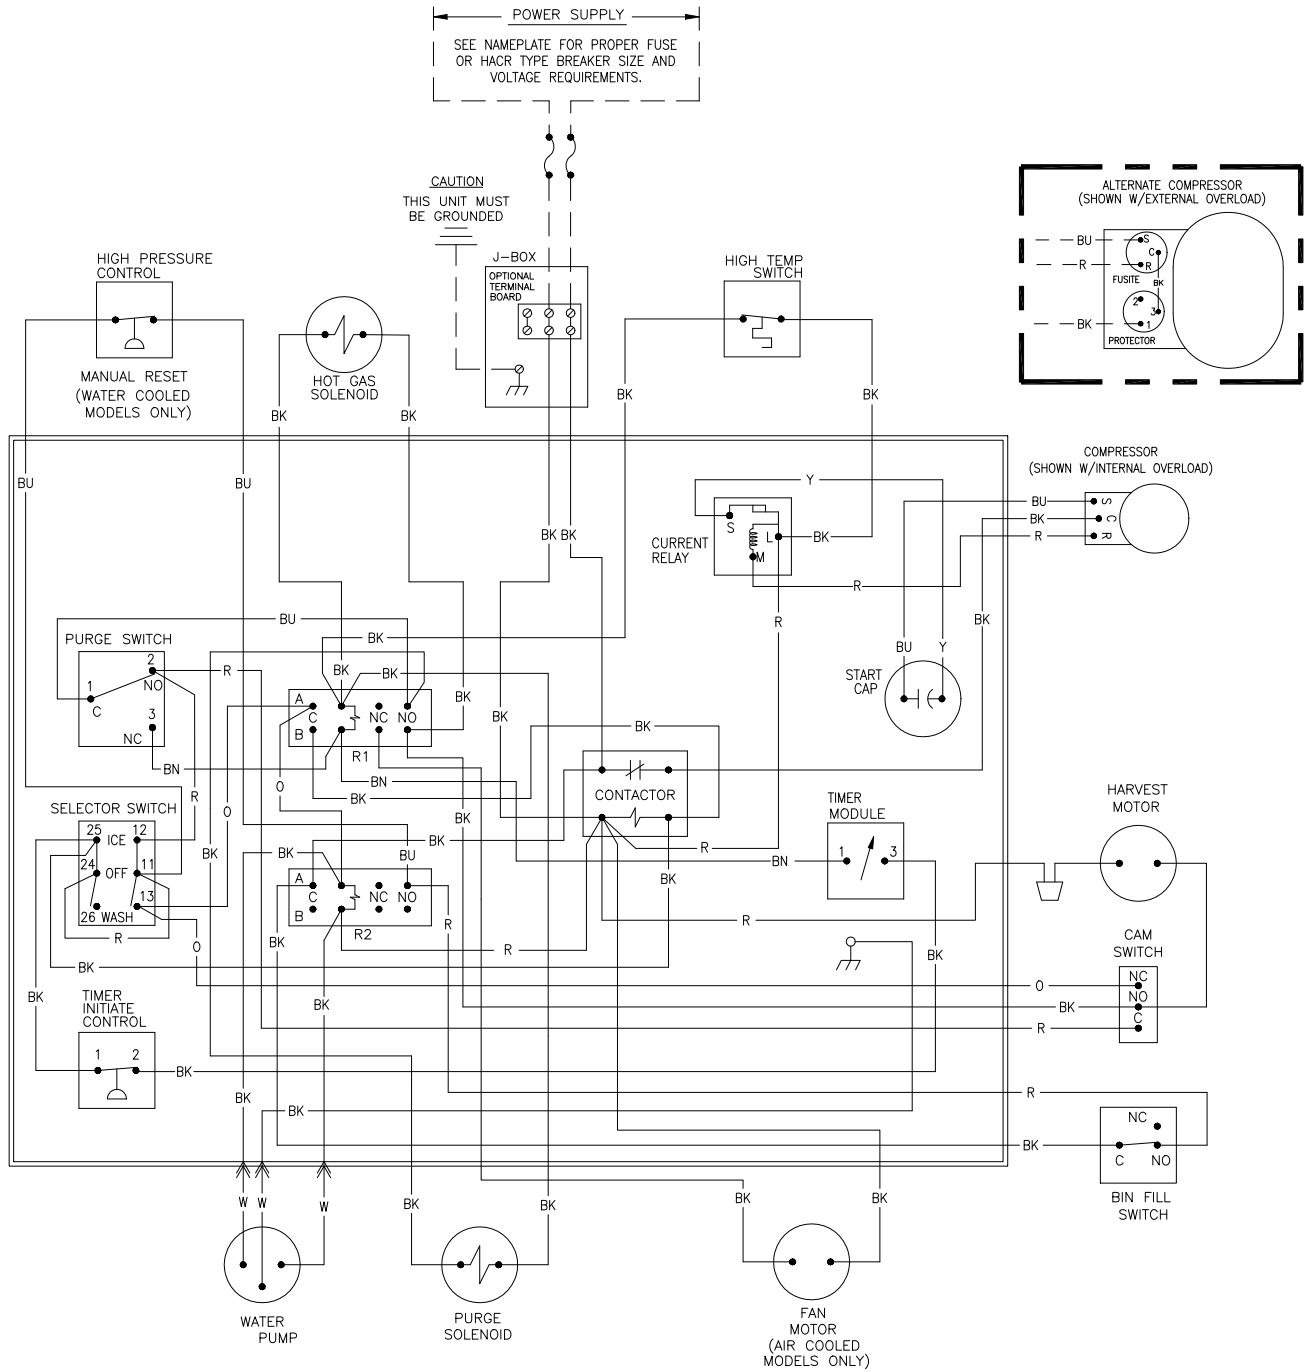 POWER SUPPLY
SEE NAMEPLATE FOR PROPER FUSE
OR HACR TYPE BREAKER SIZE AND
VOLTAGE REQUIREMENTS.
CAUTION
THIS UNIT MUST
BE GROUNDED
ALTERNATE COMPRESSOR
(SHOWN W/EXTERNAL OVERLOAD)
BU
S
C
R
R
FUSITE
BK
2
3
BK
1
PROTECTOR
HIGH PRESSURE
CONTROL
MANUAL RESET
(WATER COOLED
MODELS ONLY)
HOT GAS
SOLENOID
J-BOX
OPTIONAL
TERMINAL
BOARD
HIGH TEMP
SWITCH
BK
BK
BK
BK
COMPRESSOR
(SHOWN W/INTERNAL OVERLOAD)
BU
BU
Y
BU
S
BK
C
R
R
BK BK
CURRENT
RELAY
S
L
M
BK
R
R
BK
BU
Y
START
CAP
BU
PURGE SWITCH
2
NO
1
C
3
NC
R
BK
BK
BK
BK
BK
A
C
B
NC
NO
R1
BK
BN
BN
BK
O
O
R
BK
CONTACTOR
SELECTOR SWITCH
25
ICE
12
24
OFF
11
13
26 WASH
R
BK
BK
BK
BK
BU
R
BK
TIMER
MODULE
1
3
BN
HARVEST
MOTOR
A
C
B
NC
NO
R2
R
R
R
O
BK
BK
BK
BK
CAM
SWITCH
NC
NO
C
O
BK
R
TIMER
INITIATE
CONTROL
1
2
BK
BK
BK
BK
R
BK
NC
C
NO
BIN FILL
SWITCH
W
W
W
BK
BK
BK
BK
WATER
PUMP
PURGE
SOLENOID
FAN
MOTOR
(AIR COOLED
MODELS ONLY)